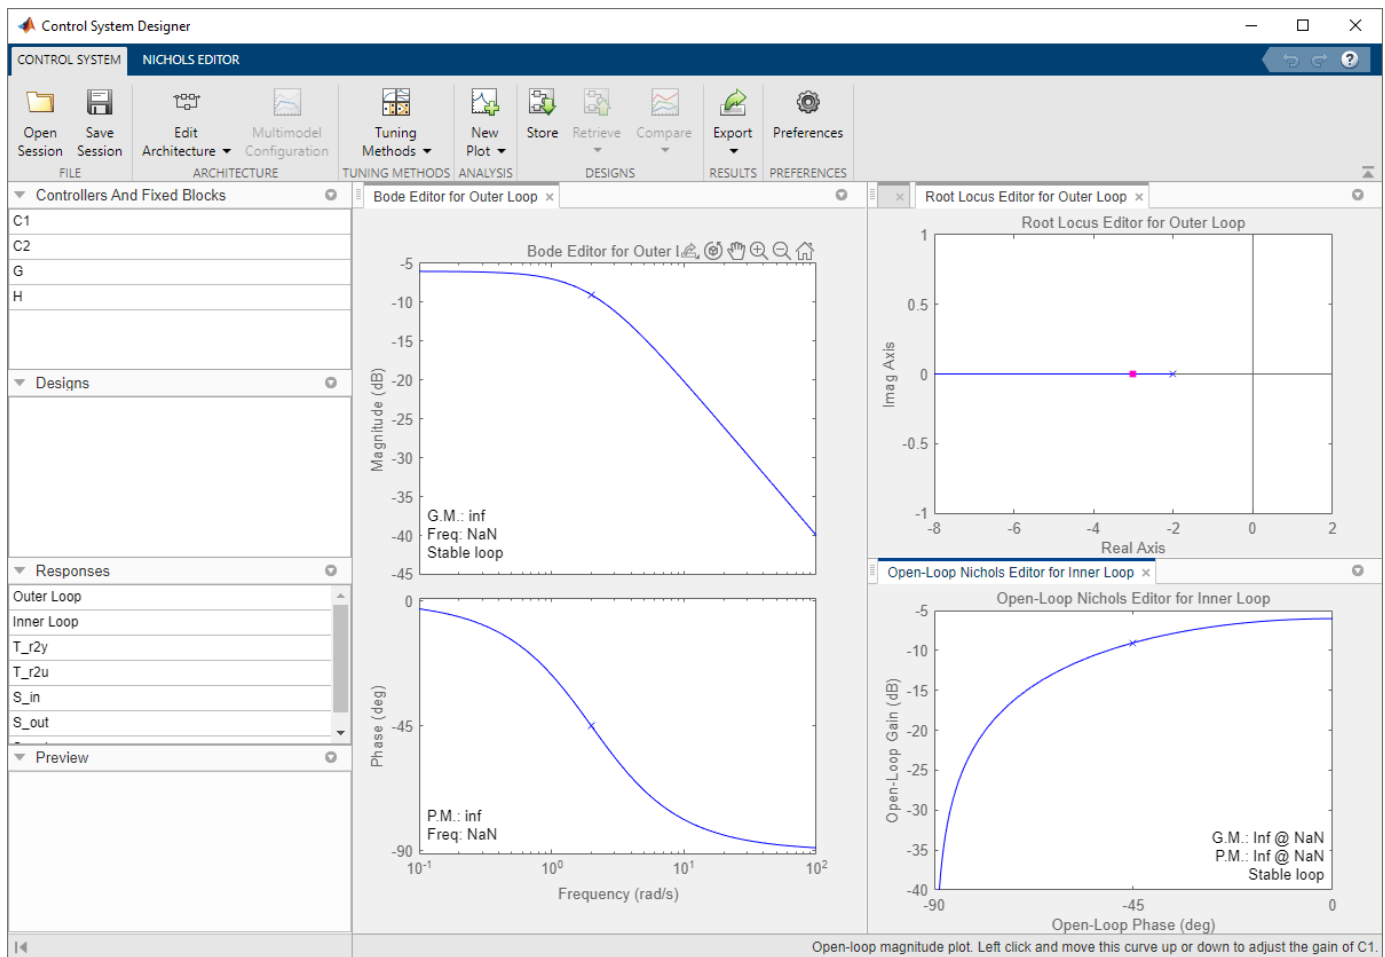 Control System Designer
CONTROL SYSTEM
NICHOLS EDITOR
?
Open Session
Save Session
Edit Architecture
Multimodel Configuration
Tuning Methods
New Plot
Store
Retrieve
Compare
Export
Preferences
FILE
ARCHITECTURE
TUNING METHODS
ANALYSIS
DESIGNS
RESULTS
PREFERENCES
Controllers And Fixed Blocks
C1
C2
G
H
Designs
Responses
Outer Loop
Inner Loop
T_r2y
T_r2u
S_in
S_out
Preview
Bode Editor for Outer Loop ×
Bode Editor for Outer l
-5
-10
-15
-20
-25
-30
-35
-40
-45
Magnitude (dB)
G.M.: inf
Freq: NaN
Stable loop
0
-45
-90
Phase (deg)
P.M.: inf
Freq: NaN
10⁻¹
10⁰
10¹
10²
Frequency (rad/s)
Root Locus Editor for Outer Loop ×
Root Locus Editor for Outer Loop
1
0.5
0
-0.5
-1
Imag Axis
-8
-6
-4
-2
0
2
Real Axis
Open-Loop Nichols Editor for Inner Loop ×
Open-Loop Nichols Editor for Inner Loop
-5
-10
-15
-20
-25
-30
-35
-40
Open-Loop Gain (dB)
G.M.: Inf @ NaN
P.M.: Inf @ NaN
Stable loop
-90
-45
0
Open-Loop Phase (deg)
Open-loop magnitude plot. Left click and move this curve up or down to adjust the gain of C1.